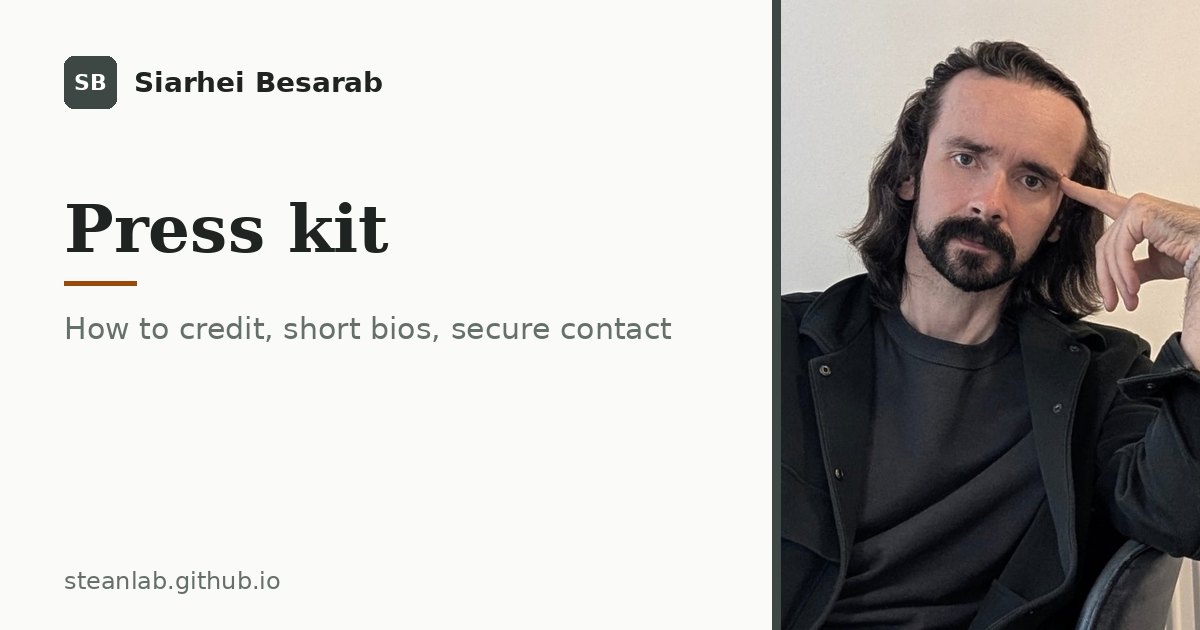 SB
Siarhei Besarab
Press kit
How to credit, short bios, secure contact
steanlab.github.io